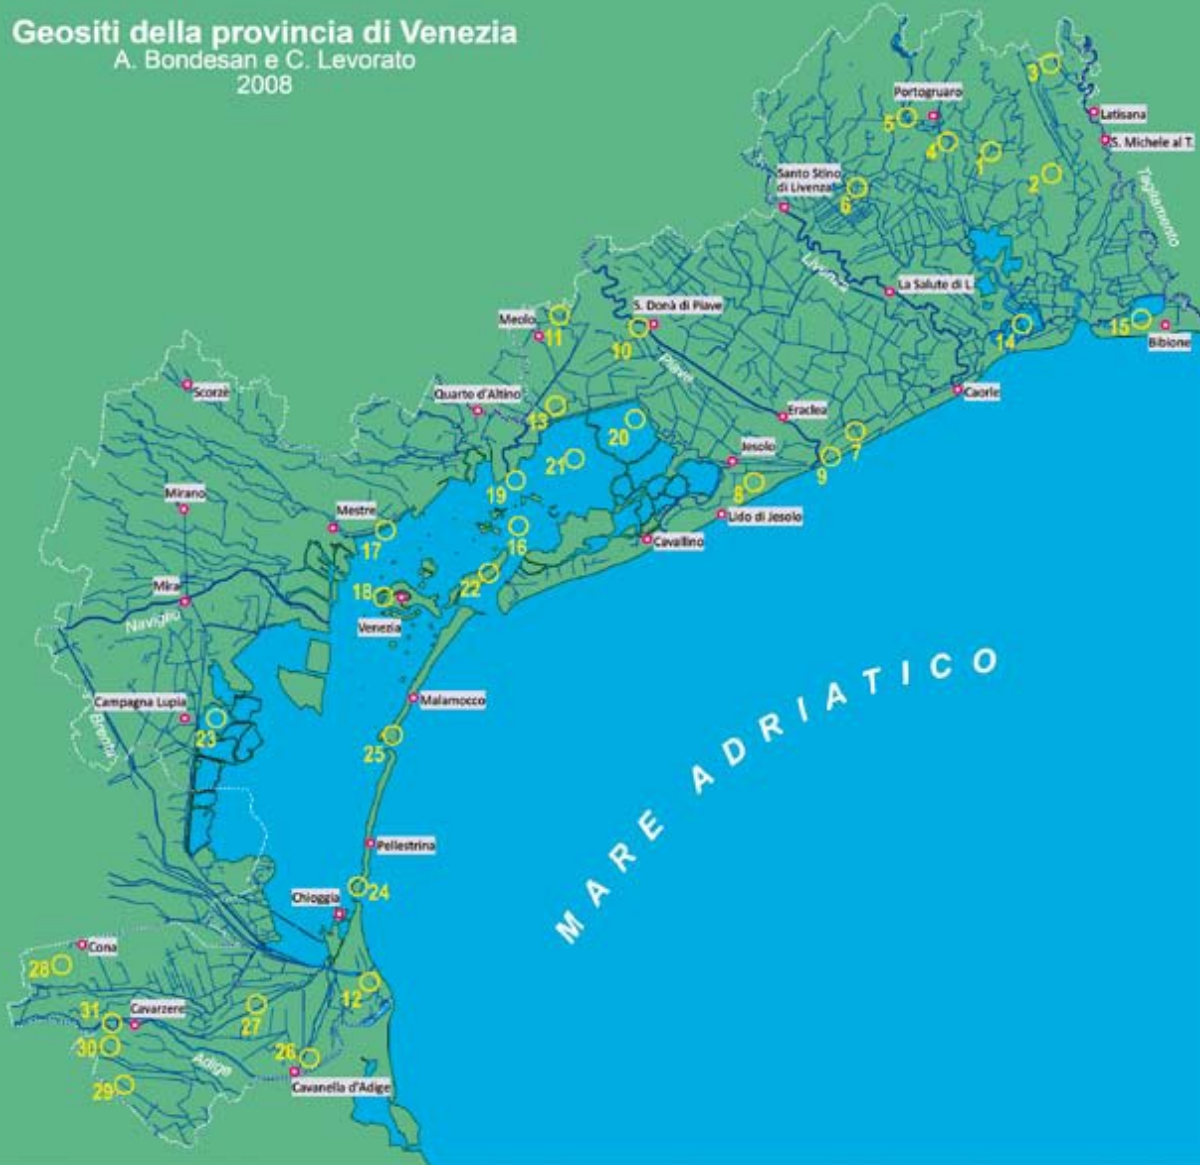 Geositi della provincia di Venezia
A. Bondesan e C. Levorato
2008
3
Portogruaro
5
Latisana
4
1
S. Michele al T.
Santo Stino
di Livenza
6
2
Tagliamento
Livenza
La Salute di L.
Meolo
11
S. Donà di Piave
10
14
15
Bibione
Piave
Scorzè
Quarto d'Altino
13
Caorle
20
Eraclea
7
21
Jesolo
9
19
8
Mirano
Mestre
17
16
Lido di Jesolo
Cavallino
Mira
Naviglio
18
22
Venezia
MARE ADRIATICO
Campagna Lupia
Malamocco
23
Brenta
25
Pellestrina
24
Chioggia
Cona
28
12
31
Cavarzere
27
30
Adige
26
29
Cavanella d'Adige